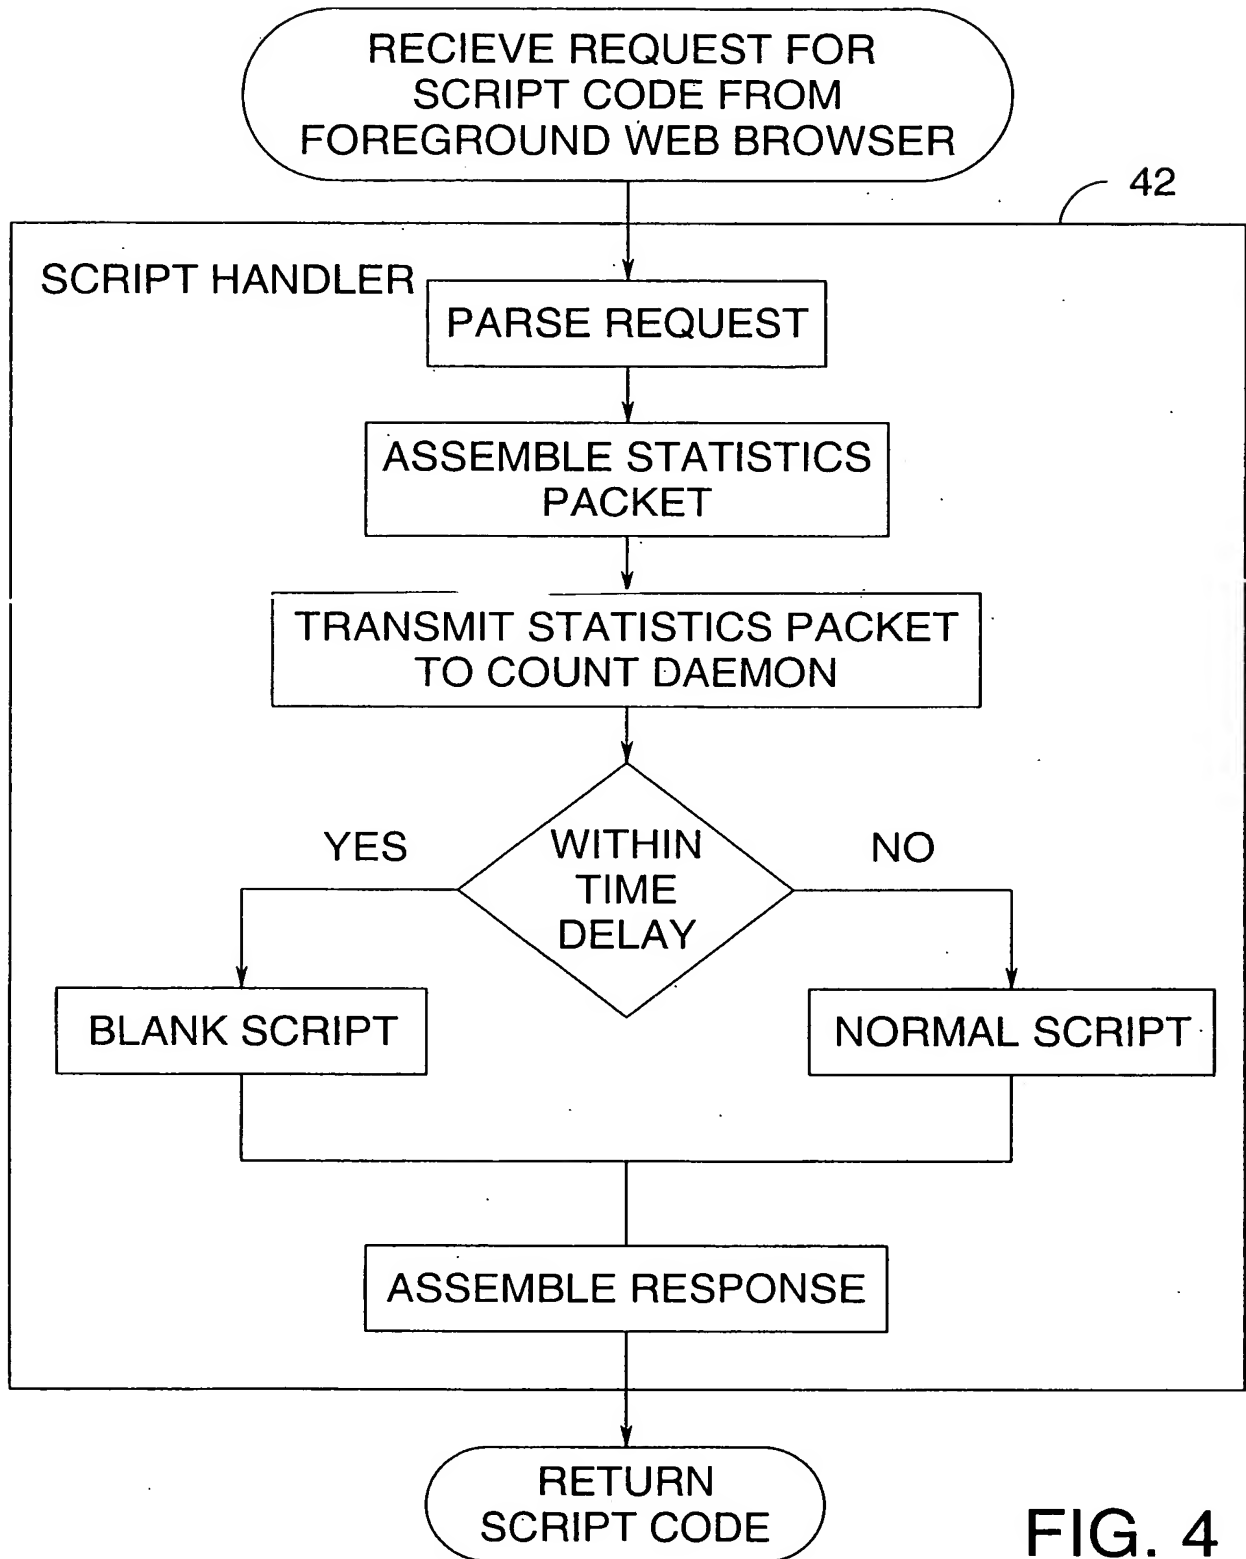 RECIEVE REQUEST FOR
SCRIPT CODE FROM
FOREGROUND WEB BROWSER
42
SCRIPT HANDLER
PARSE REQUEST
ASSEMBLE STATISTICS
PACKET
TRANSMIT STATISTICS PACKET
TO COUNT DAEMON
YES
WITHIN
TIME
DELAY
NO
BLANK SCRIPT
NORMAL SCRIPT
ASSEMBLE RESPONSE
RETURN
SCRIPT CODE
FIG. 4